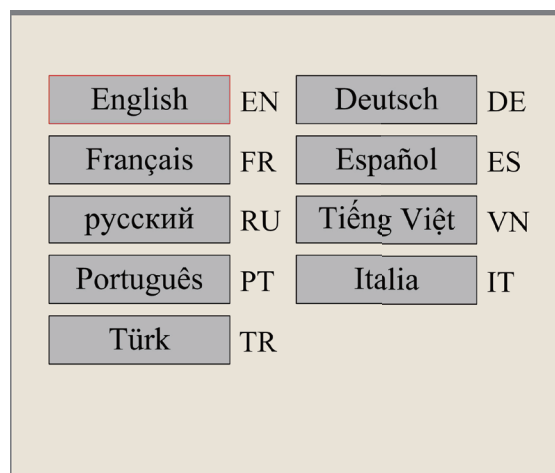 English EN Deutsch DE
Français FR Español ES
русский RU Tiếng Việt VN
Português PT Italia IT
Türk TR